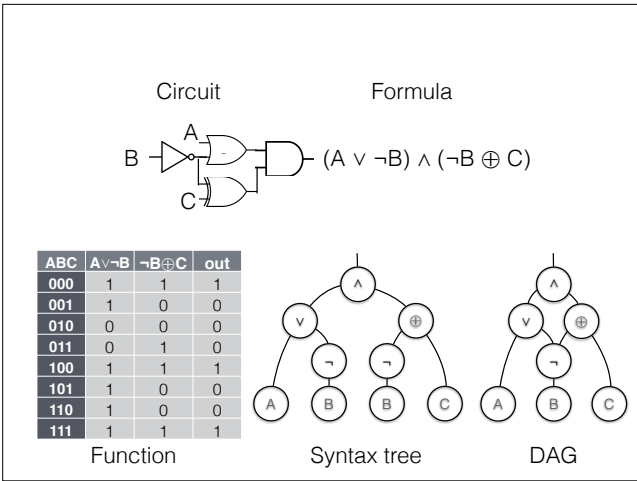 Circuit Formula
A
B (A ∨ ¬B) ∧ (¬B ⊕ C)
C
ABC A∨¬B ¬B⊕C out
000 1 1 1
001 1 0 0
010 0 0 0
011 0 1 0
100 1 1 1
101 1 0 0
110 1 0 0
111 1 1 1
∧ ∧
∨ ⊕ ∨ ⊕
¬ ¬ ¬
A B B C A B C
Function Syntax tree DAG